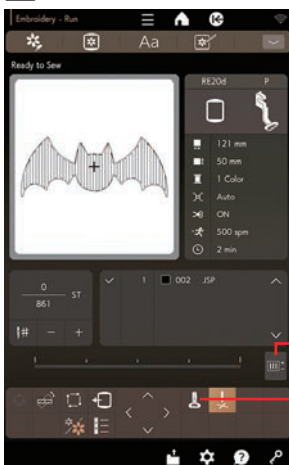 Embroidery - Run
Aa
Ready to Sew
RE20d P
121 mm
50 mm
1 Color
Auto
ON
500 spm
2 min
0
861
ST
1 002 JSP
#
- +
?